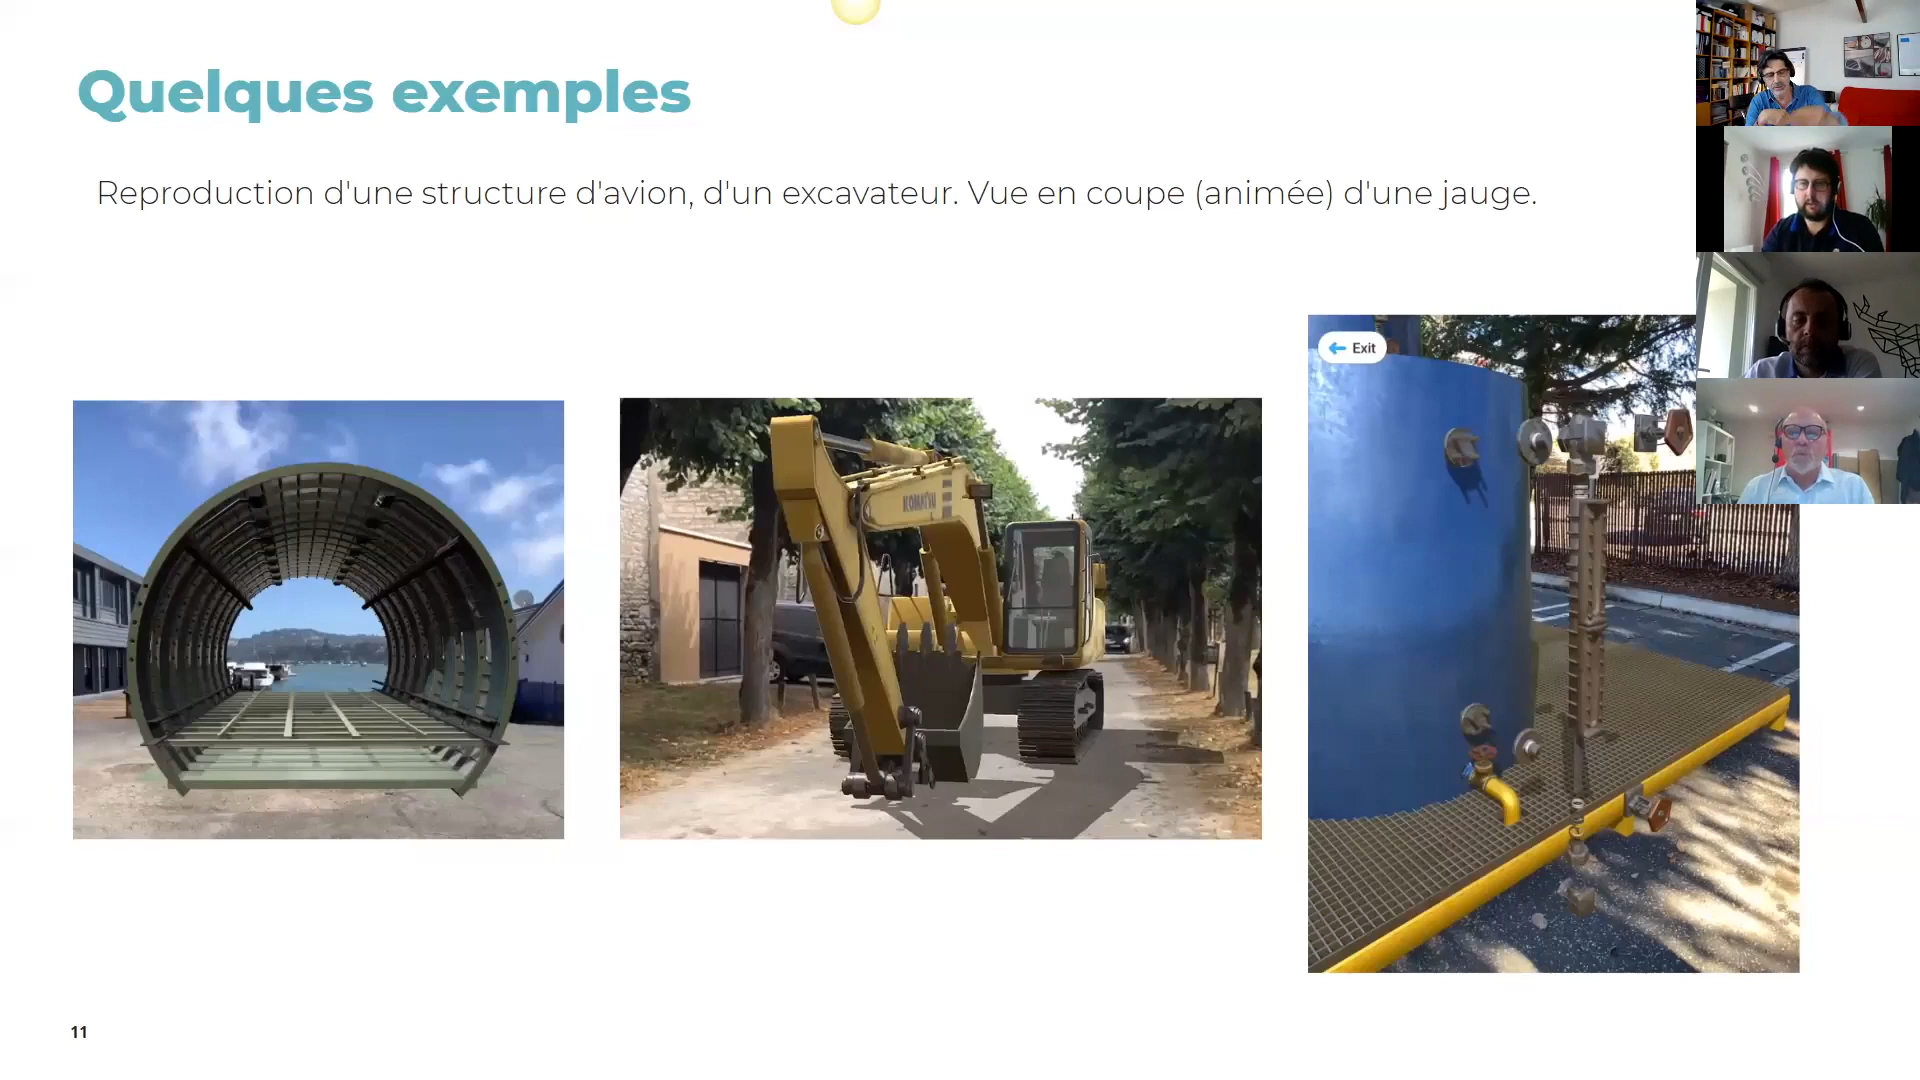 Quelques exemples
Reproduction d'une structure d'avion, d'un excavateur. Vue en coupe (animée) d'une jauge.
Exit
KOMATSU
11